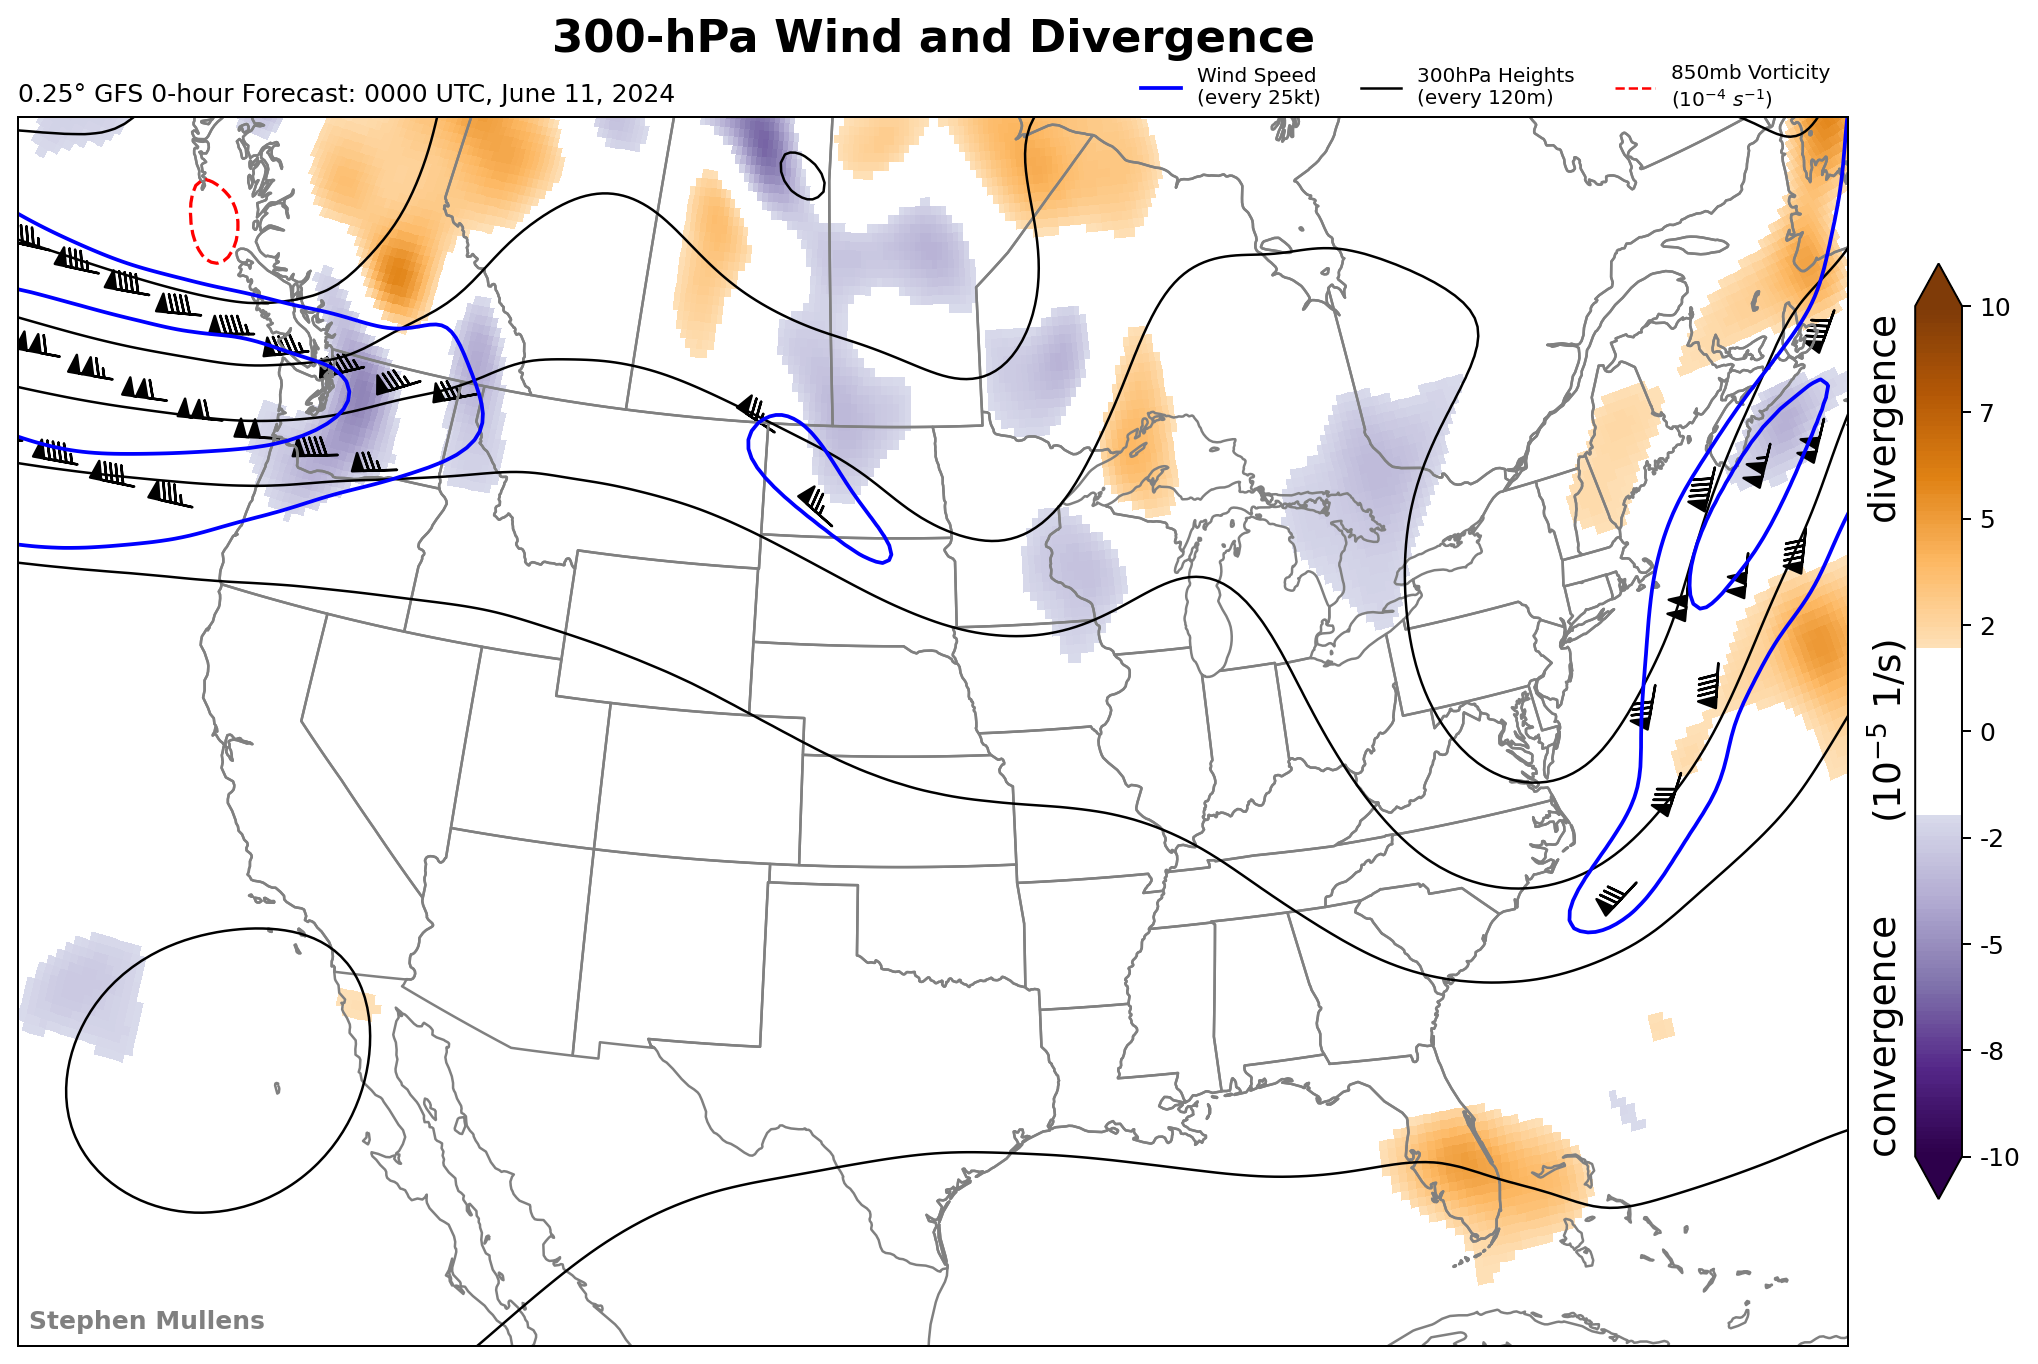 300-hPa Wind and Divergence
0.25° GFS 0-hour Forecast: 0000 UTC, June 11, 2024
Wind Speed
(every 25kt)
300hPa Heights
(every 120m)
850mb Vorticity
(10⁻⁴ s⁻¹)
10
7
5
2
0
-2
-5
-8
-10
convergence (10⁻⁵ 1/s) divergence
Stephen Mullens